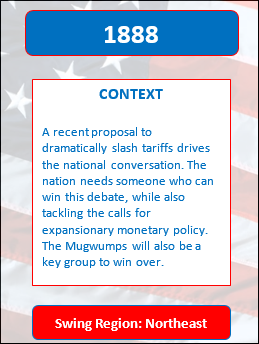 1888
CONTEXT
A recent proposal to
dramatically slash tariffs drives
the national conversation. The
nation needs someone who can
win this debate, while also
tackling the calls for
expansionary monetary policy.
The Mugwumps will also be a
key group to win over.
Swing Region: Northeast